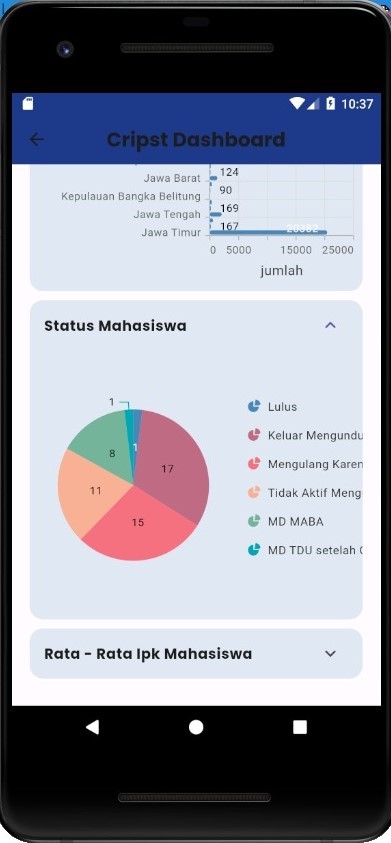 10:37
Cripst Dashboard
Jawa Barat 124
90
Kepulauan Bangka Belitung
169
Jawa Tengah
167 20382
Jawa Timur
0 5000 15000 25000
jumlah
Status Mahasiswa
1
1
17
8
11
15
Lulus
Keluar Mengundu
Mengulang Karen
Tidak Aktif Meng
MD MABA
MD TDU setelah
Rata - Rata Ipk Mahasiswa